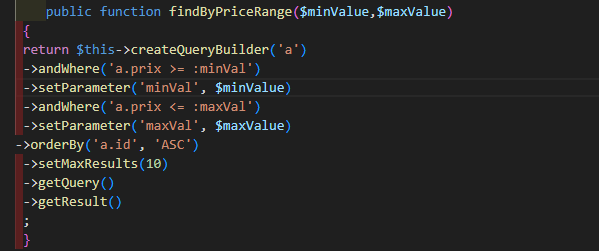 public function findByPriceRange($minValue,$maxValue)
{
return $this->createQueryBuilder('a')
->andWhere('a.prix >= :minVal')
->setParameter('minVal', $minValue)
->andWhere('a.prix <= :maxVal')
->setParameter('maxVal', $maxValue)
->orderBy('a.id', 'ASC')
->setMaxResults(10)
->getQuery()
->getResult()
;
}